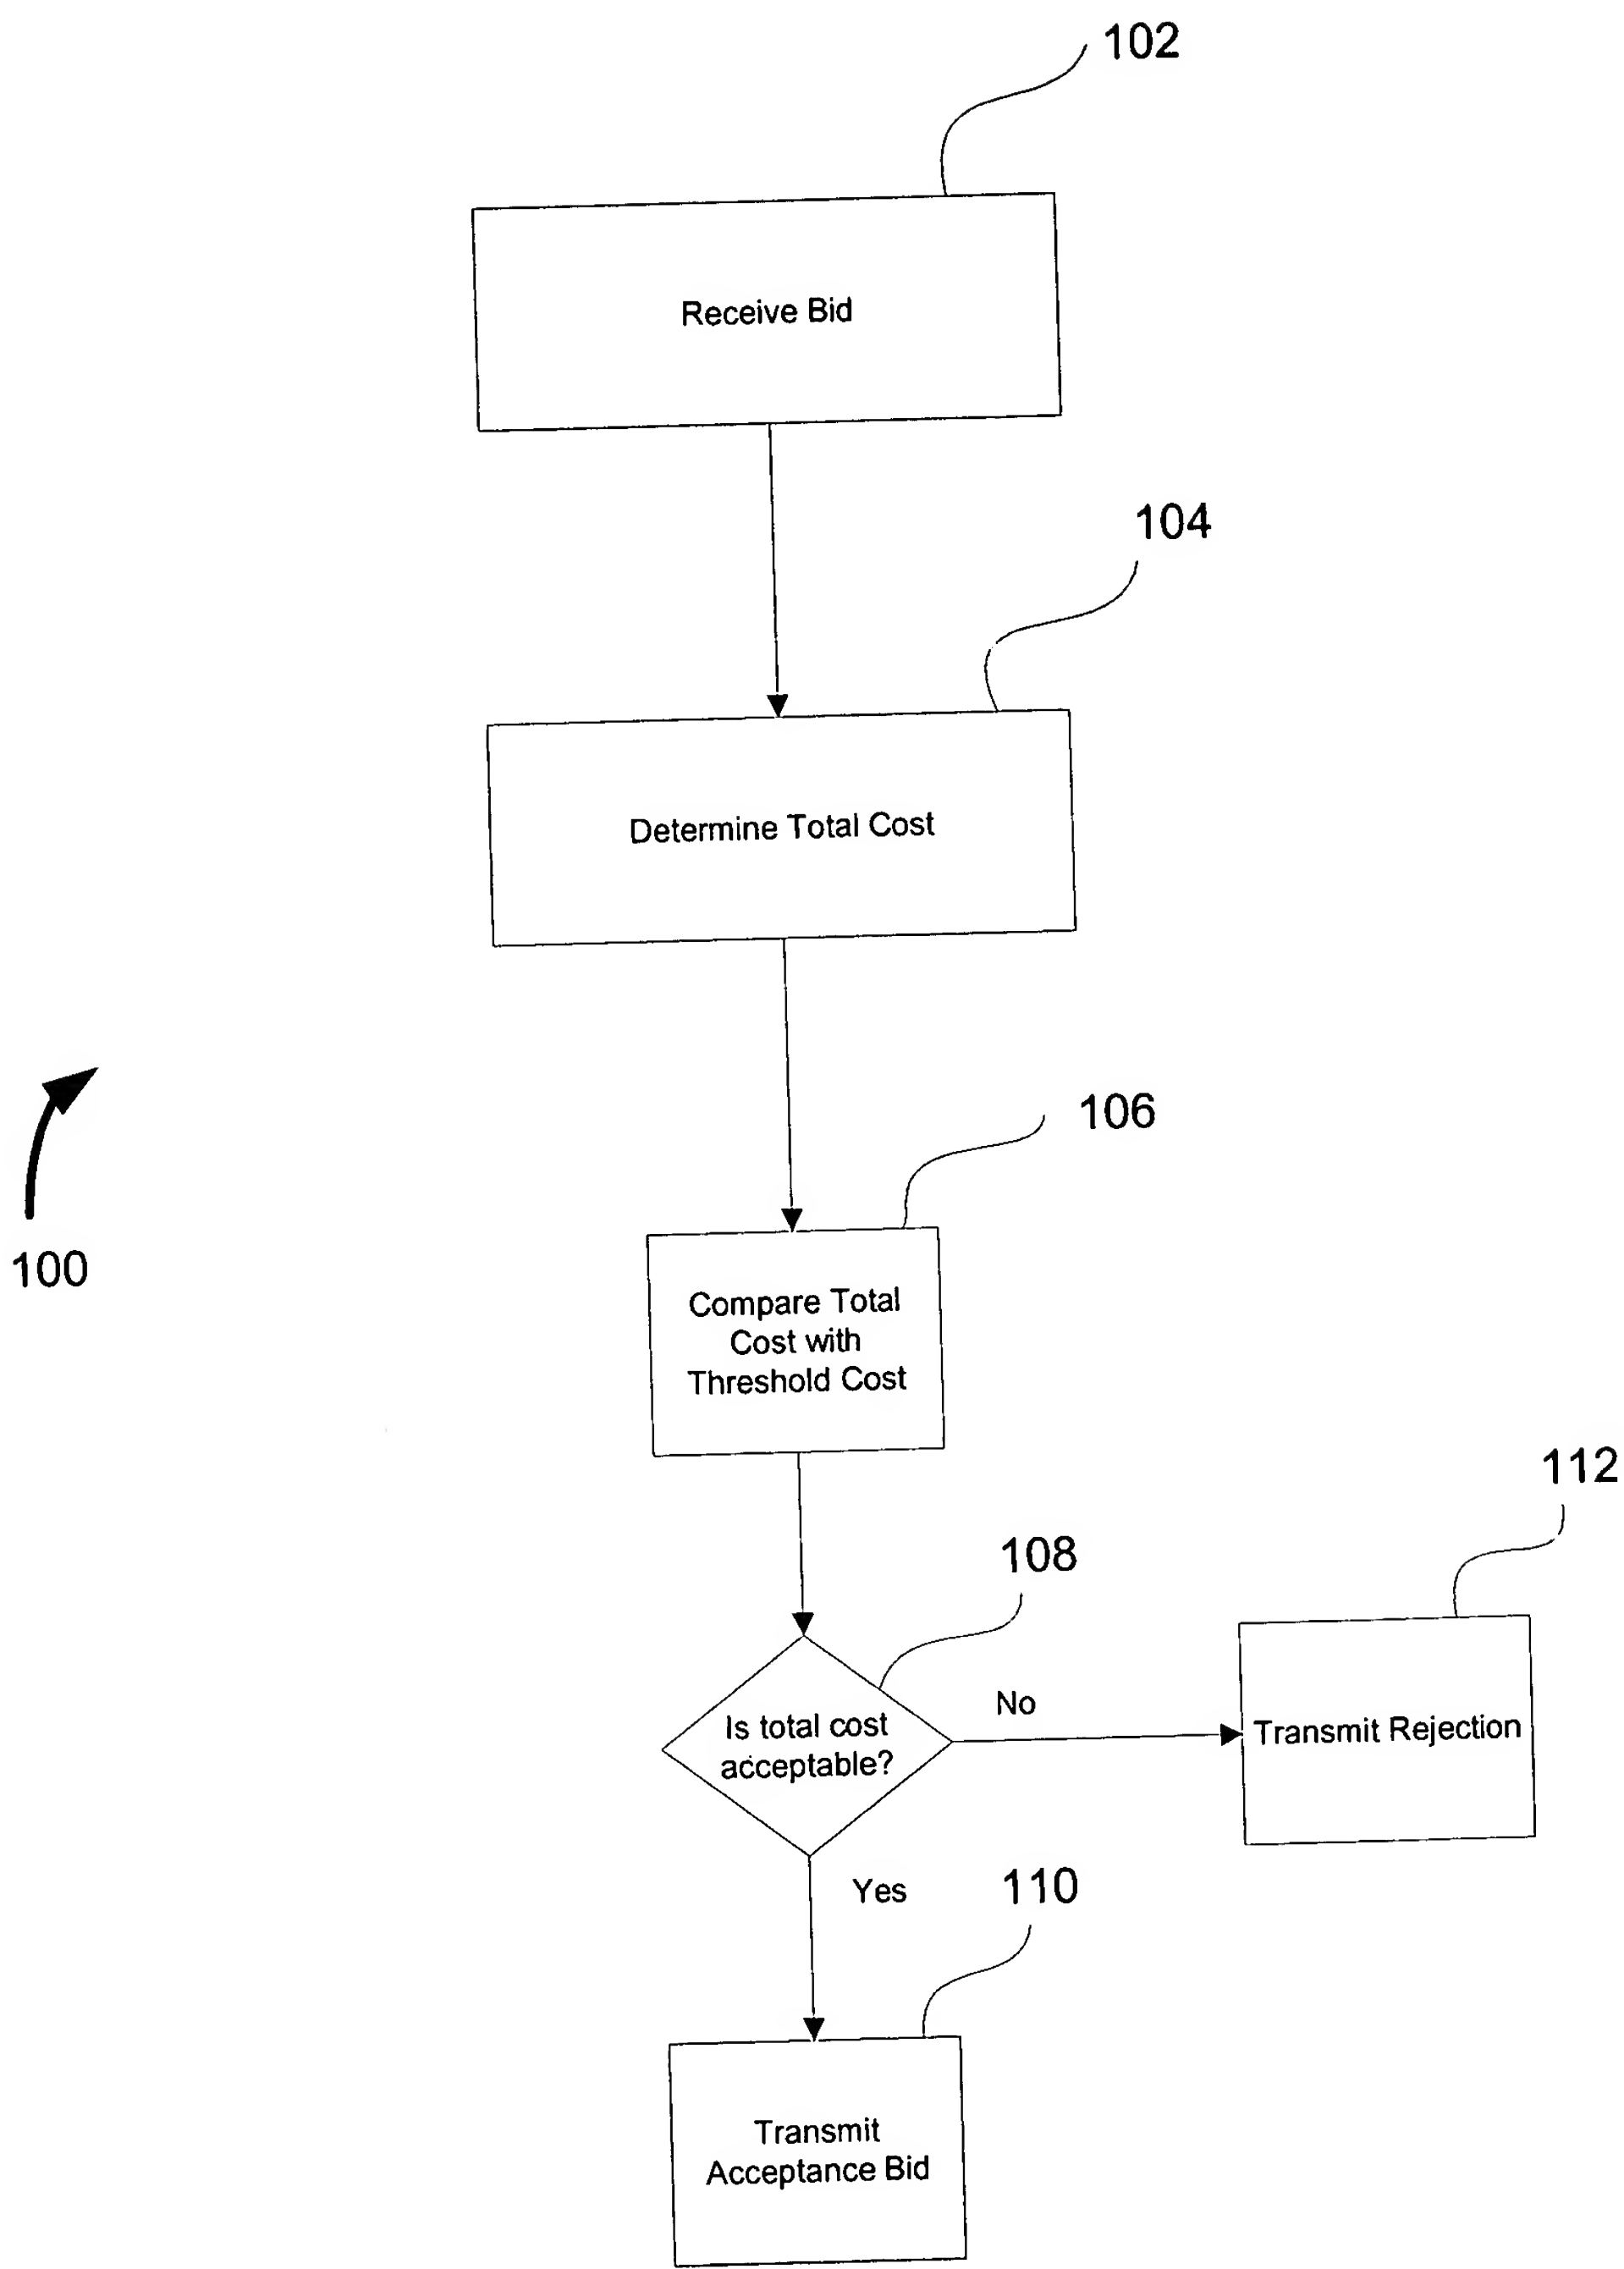 102
Receive Bid
104
Determine Total Cost
106
100
Compare Total
Cost with
Threshold Cost
112
108
No
Is total cost
acceptable?
Transmit Rejection
Yes
110
Transmit
Acceptance Bid